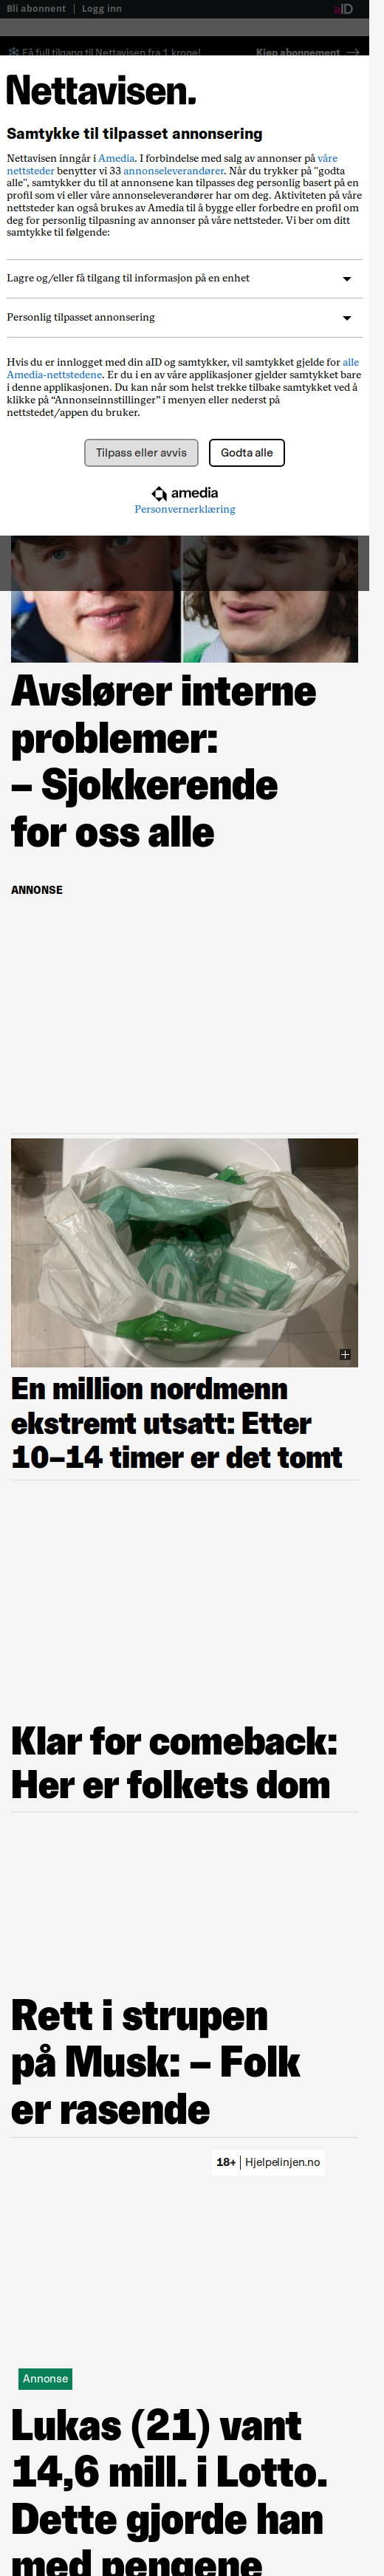 Bli abonnent | Logg inn aID
Få full tilgang til Nettavisen fra 1 krone! Kjøp abonnement →
Nettavisen.
Samtykke til tilpasset annonsering
Nettavisen inngår i Amedia. I forbindelse med salg av annonser på våre
nettsteder benytter vi 33 annonseleverandører. Når du trykker på "godta
alle", samtykker du til at annonsene kan tilpasses deg personlig basert på en
profil som vi eller våre annonseleverandører har om deg. Aktiviteten på våre
nettsteder kan også brukes av Amedia til å bygge eller forbedre en profil om
deg for personlig tilpasning av annonser på våre nettsteder. Vi ber om ditt
samtykke til følgende:
Lagre og/eller få tilgang til informasjon på en enhet
Personlig tilpasset annonsering
Hvis du er innlogget med din aID og samtykker, vil samtykket gjelde for alle
Amedia-nettstedene. Er du i en av våre applikasjoner gjelder samtykket bare
i denne applikasjonen. Du kan når som helst trekke tilbake samtykket ved å
klikke på “Annonseinnstillinger” i menyen eller nederst på
nettstedet/appen du bruker.
Tilpass eller avvis Godta alle
amedia
Personvernerklæring
Avslører interne
problemer:
– Sjokkerende
for oss alle
ANNONSE
En million nordmenn
ekstremt utsatt: Etter
10–14 timer er det tomt
Klar for comeback:
Her er folkets dom
Rett i strupen
på Musk: – Folk
er rasende
18+ | Hjelpelinjen.no
Annonse
Lukas (21) vant
14,6 mill. i Lotto.
Dette gjorde han
med pengene